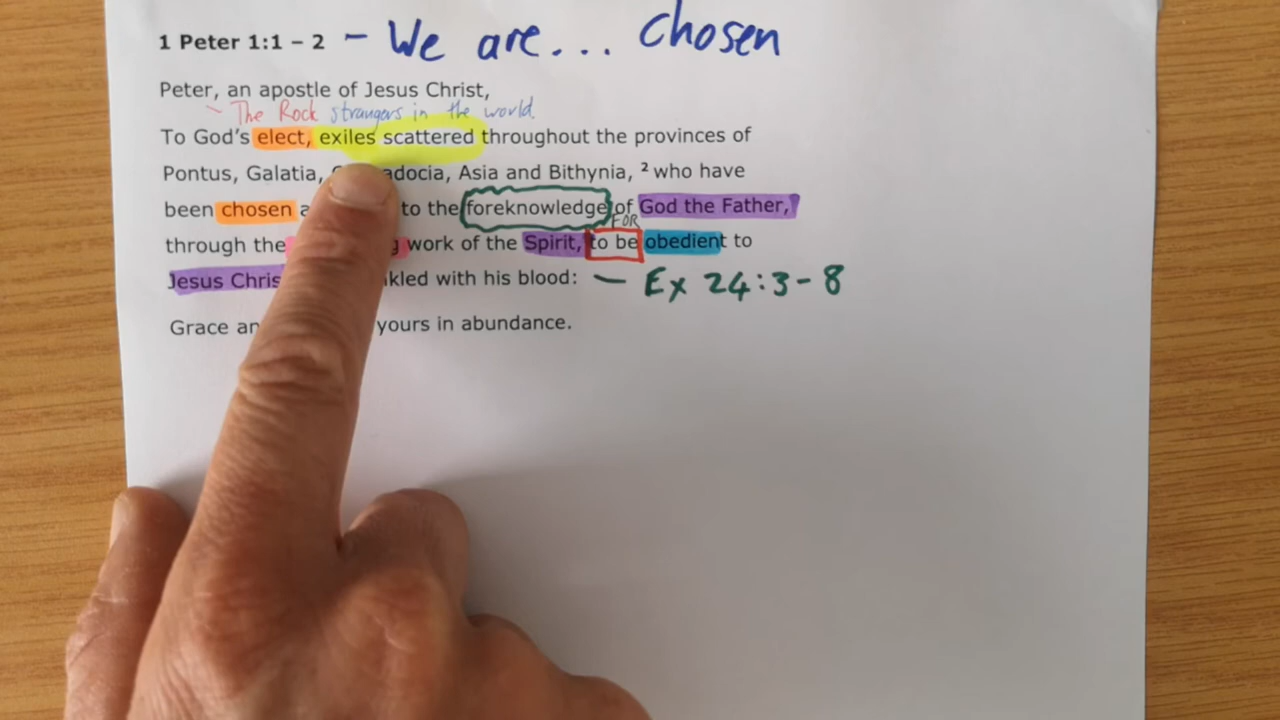 1 Peter 1:1 – 2 – We are... chosen
Peter, an apostle of Jesus Christ,
~ The Rock strangers in the world.
To God's elect, exiles scattered throughout the provinces of
Pontus, Galatia, adocia, Asia and Bithynia, ² who have
been chosen a to the foreknowledge of God the Father,
FOR
through the g work of the Spirit, to be obedient to
Jesus Chris kled with his blood: – Ex 24:3-8
Grace an yours in abundance.